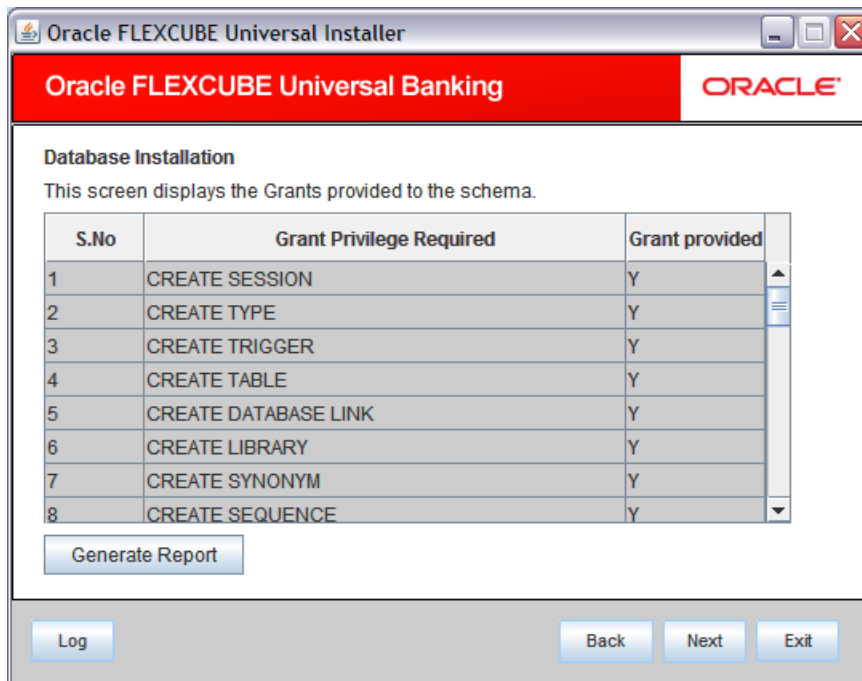 Oracle FLEXCUBE Universal Installer
Oracle FLEXCUBE Universal Banking
ORACLE
Database Installation
This screen displays the Grants provided to the schema.
S.No Grant Privilege Required Grant provided
1 CREATE SESSION Y
2 CREATE TYPE Y
3 CREATE TRIGGER Y
4 CREATE TABLE Y
5 CREATE DATABASE LINK Y
6 CREATE LIBRARY Y
7 CREATE SYNONYM Y
8 CREATE SEQUENCE Y
Generate Report
Log Back Next Exit